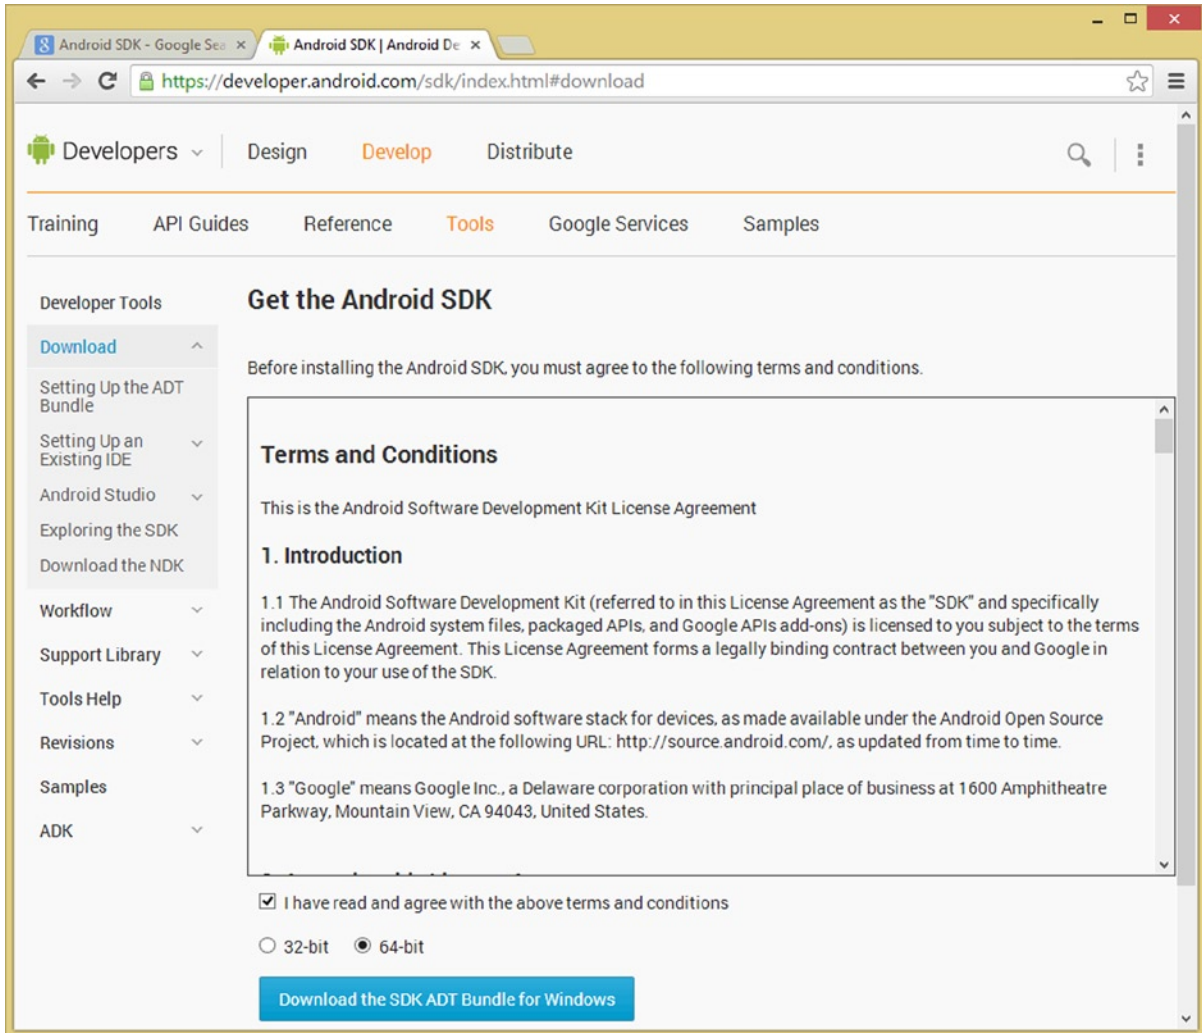 Android SDK - Google Sea
Android SDK | Android De
https://developer.android.com/sdk/index.html#download
Developers
Design
Develop
Distribute
Training
API Guides
Reference
Tools
Google Services
Samples
Developer Tools
Download
Setting Up the ADT
Bundle
Setting Up an
Existing IDE
Android Studio
Exploring the SDK
Download the NDK
Workflow
Support Library
Tools Help
Revisions
Samples
ADK
Get the Android SDK
Before installing the Android SDK, you must agree to the following terms and conditions.
Terms and Conditions
This is the Android Software Development Kit License Agreement
1. Introduction
1.1 The Android Software Development Kit (referred to in this License Agreement as the "SDK" and specifically
including the Android system files, packaged APIs, and Google APIs add-ons) is licensed to you subject to the terms
of this License Agreement. This License Agreement forms a legally binding contract between you and Google in
relation to your use of the SDK.
1.2 "Android" means the Android software stack for devices, as made available under the Android Open Source
Project, which is located at the following URL: http://source.android.com/, as updated from time to time.
1.3 "Google" means Google Inc., a Delaware corporation with principal place of business at 1600 Amphitheatre
Parkway, Mountain View, CA 94043, United States.
I have read and agree with the above terms and conditions
32-bit
64-bit
Download the SDK ADT Bundle for Windows